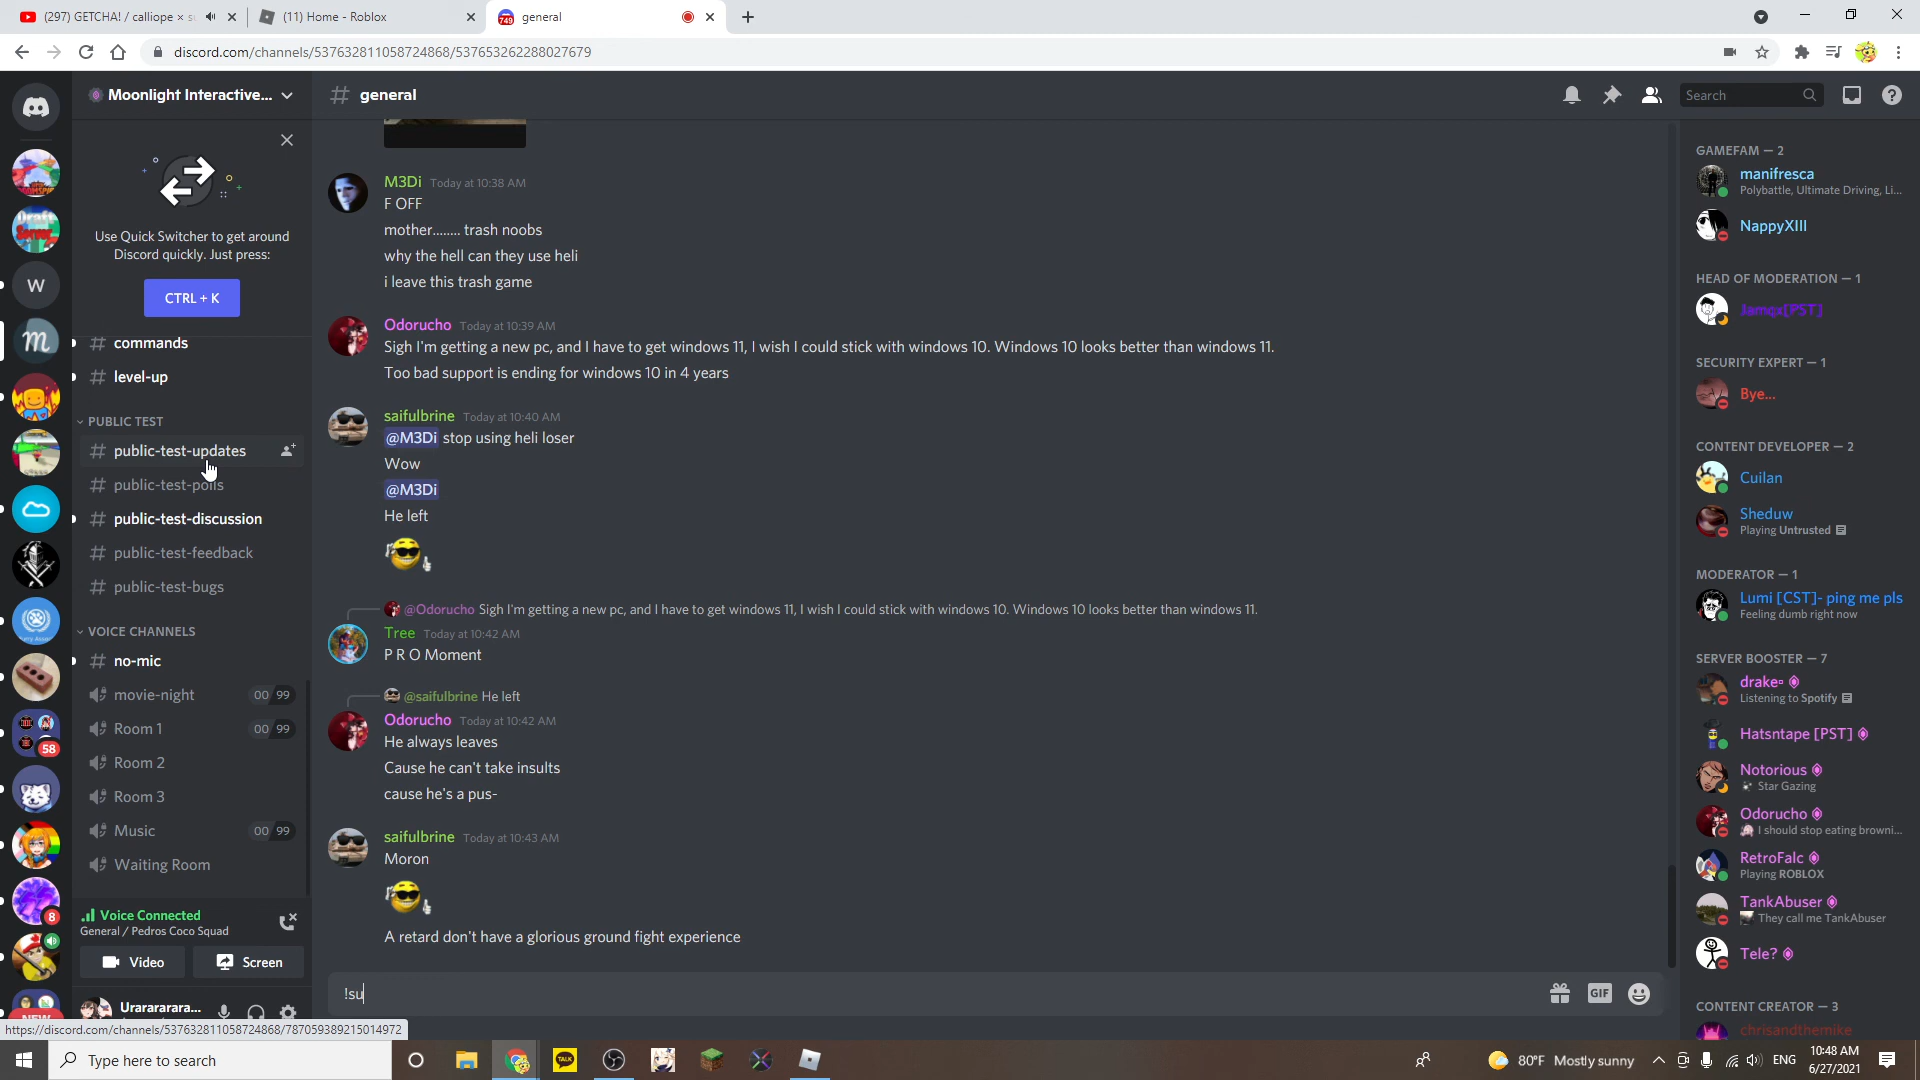 (297) GETCHA! / calliope × s
(11) Home - Roblox
749
general
discord.com/channels/537632811058724868/537653262288027679
Moonlight Interactive...
general
Search
Use Quick Switcher to get around
Discord quickly. Just press:
CTRL + K
commands
level-up
PUBLIC TEST
public-test-updates
public-test-polls
public-test-discussion
public-test-feedback
public-test-bugs
VOICE CHANNELS
no-mic
movie-night 00 99
Room 1 00 99
Room 2
Room 3
Music 00 99
Waiting Room
Voice Connected
General / Pedros Coco Squad
Video
Screen
Urarararara...
Draft
Server
W
m
58
8
NEW
https://discord.com/channels/537632811058724868/787059389215014972
M3Di Today at 10:38 AM
F OFF
mother........ trash noobs
why the hell can they use heli
i leave this trash game
Odorucho Today at 10:39 AM
Sigh I'm getting a new pc, and I have to get windows 11, I wish I could stick with windows 10. Windows 10 looks better than windows 11.
Too bad support is ending for windows 10 in 4 years
saifulbrine Today at 10:40 AM
@M3Di stop using heli loser
Wow
@M3Di
He left
@Odorucho Sigh I'm getting a new pc, and I have to get windows 11, I wish I could stick with windows 10. Windows 10 looks better than windows 11.
Tree Today at 10:42 AM
P R O Moment
@saifulbrine He left
Odorucho Today at 10:42 AM
He always leaves
Cause he can't take insults
cause he's a pus-
saifulbrine Today at 10:43 AM
Moron
A retard don't have a glorious ground fight experience
!su
GIF
GAMEFAM — 2
manifresca
Polybattle, Ultimate Driving, Li...
NappyXIII
HEAD OF MODERATION — 1
Jamqx[PST]
SECURITY EXPERT — 1
Bye...
CONTENT DEVELOPER — 2
Cuilan
Sheduw
Playing Untrusted
MODERATOR — 1
Lumi [CST]- ping me pls
Feeling dumb right now
SERVER BOOSTER — 7
drake
Listening to Spotify
Hatsntape [PST]
Notorious
Star Gazing
Odorucho
I should stop eating browni...
RetroFalc
Playing ROBLOX
TankAbuser
They call me TankAbuser
Tele?
CONTENT CREATOR — 3
chrisandthemike
Type here to search
TALK
80°F Mostly sunny
ENG
10:48 AM
6/27/2021